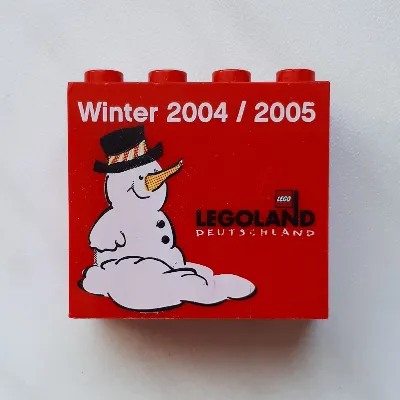 Winter 2004 / 2005
LEGO
LEGOLAND
DEUTSCHLAND